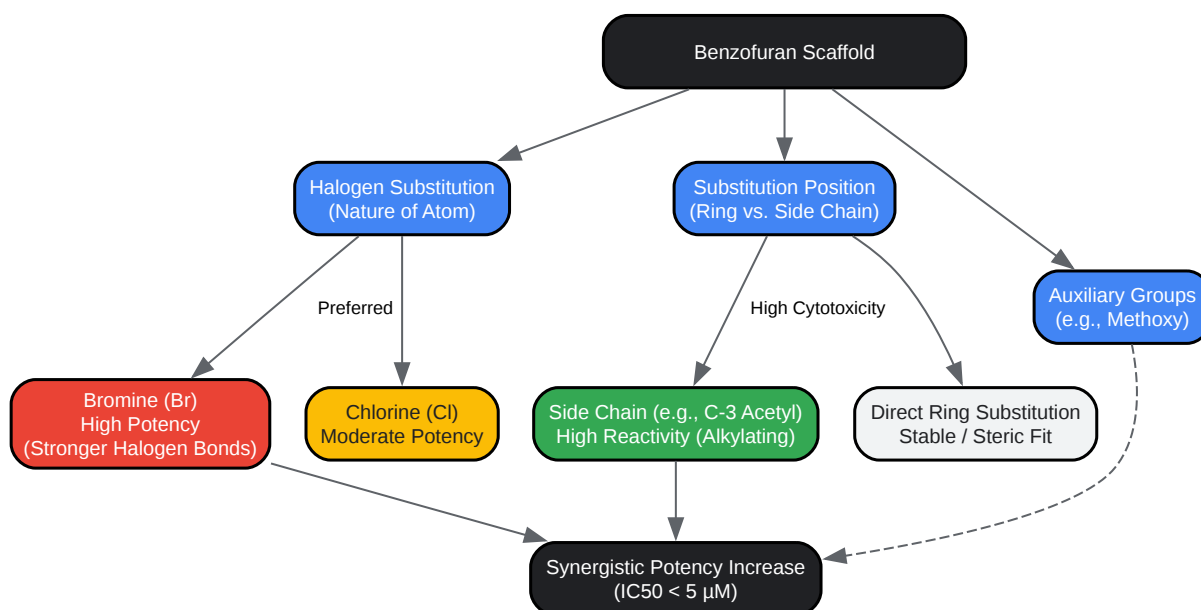 Benzofuran Scaffold
Halogen Substitution
(Nature of Atom)
Substitution Position
(Ring vs. Side Chain)
Auxiliary Groups
(e.g., Methoxy)
Preferred
High Cytotoxicity
Bromine (Br)
High Potency
(Stronger Halogen Bonds)
Chlorine (Cl)
Moderate Potency
Side Chain (e.g., C-3 Acetyl)
High Reactivity (Alkylating)
Direct Ring Substitution
Stable / Steric Fit
Synergistic Potency Increase
(IC50 < 5 µM)